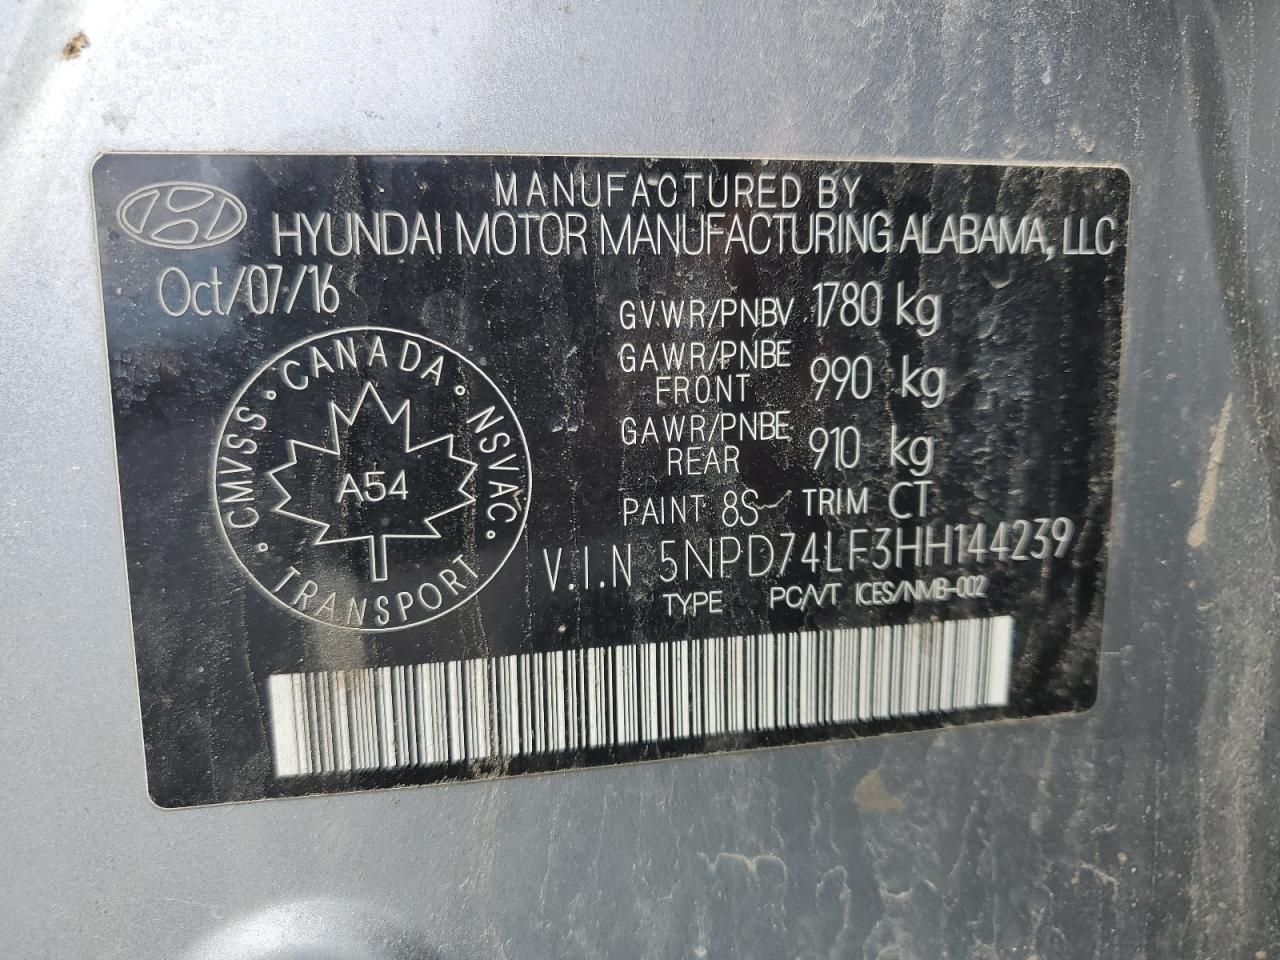 MANUFACTURED BY
HYUNDAI MOTOR MANUFACTURING ALABAMA, LLC
Oct/07/16
GVWR/PNBV 1780 kg
GAWR/PNBE FRONT 990 kg
GAWR/PNBE REAR 910 kg
PAINT 8S TRIM CT
V.I.N 5NPD74LF3HH144239
TYPE PC/VT ICES/NMB-002
CANADA
CMVSS · NSVAC
A54
TRANSPORT